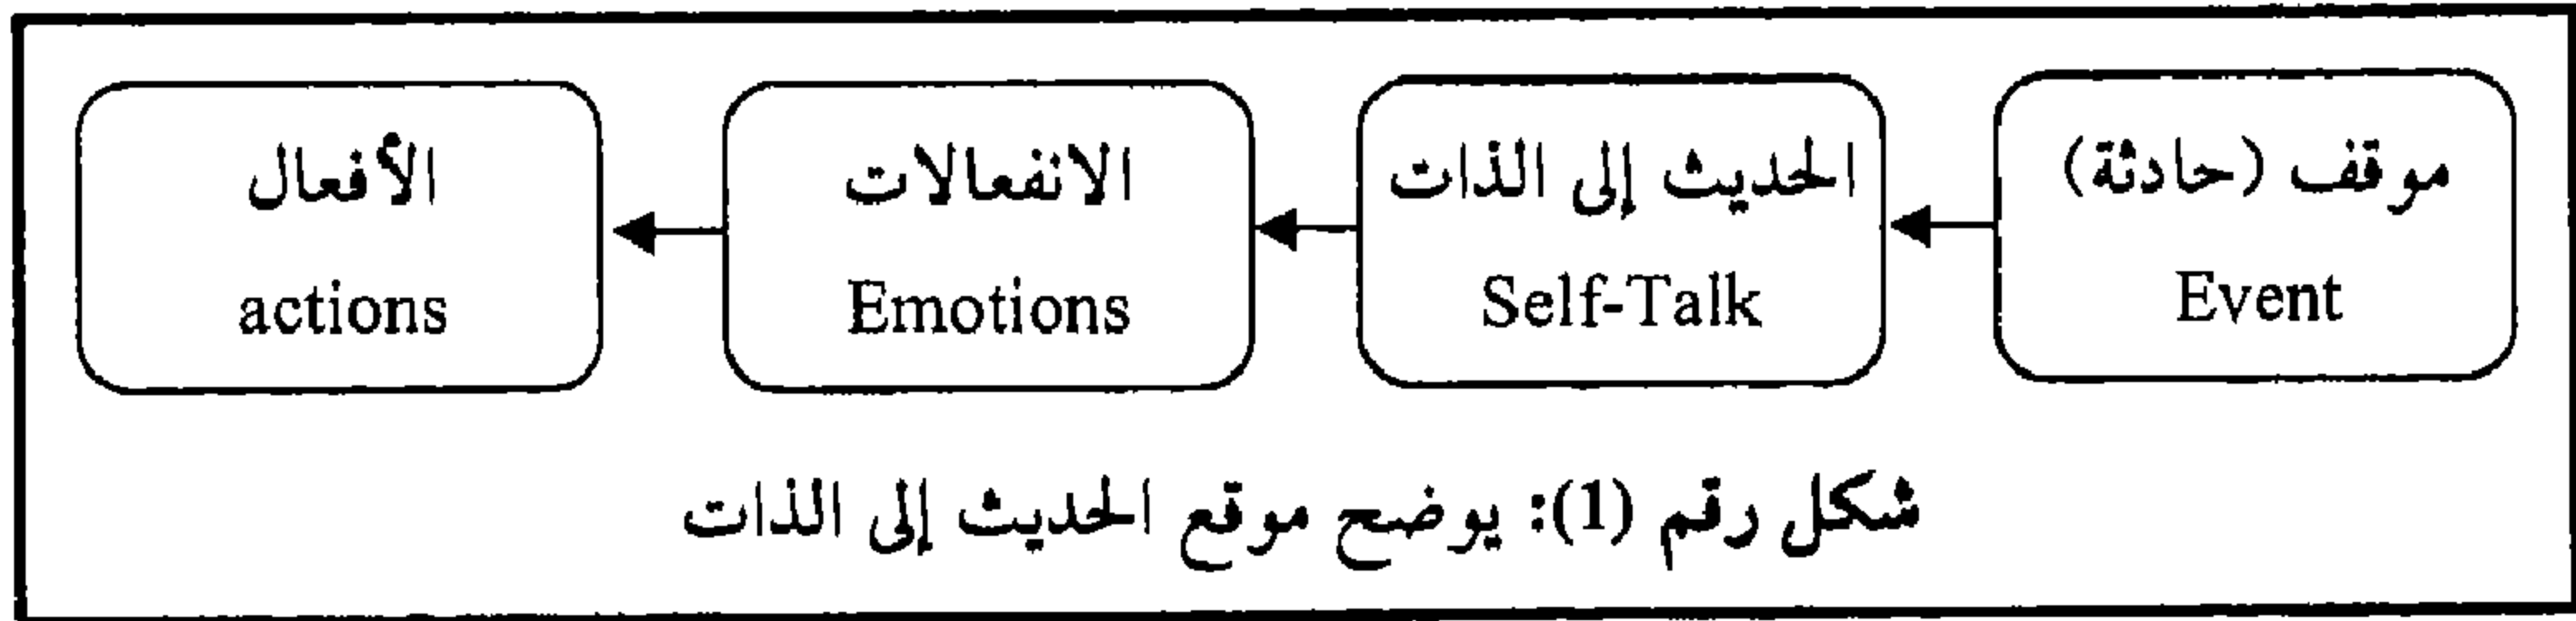 موقف (حادثة)
Event
الحديث إلى الذات
Self-Talk
الانفعالات
Emotions
الأفعال
actions
شكل رقم (1): يوضح موقع الحديث إلى الذات